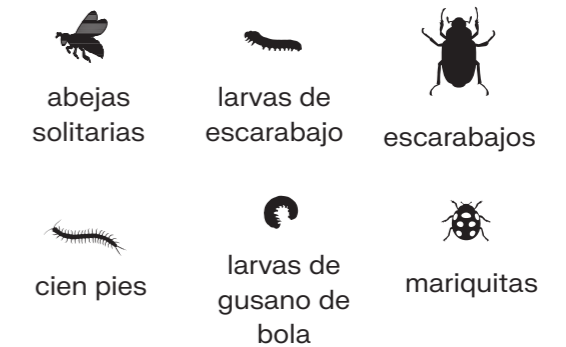 abejas
solitarias
larvas de
escarabajo
escarabajos
cien pies
larvas de
gusano de
bola
mariquitas